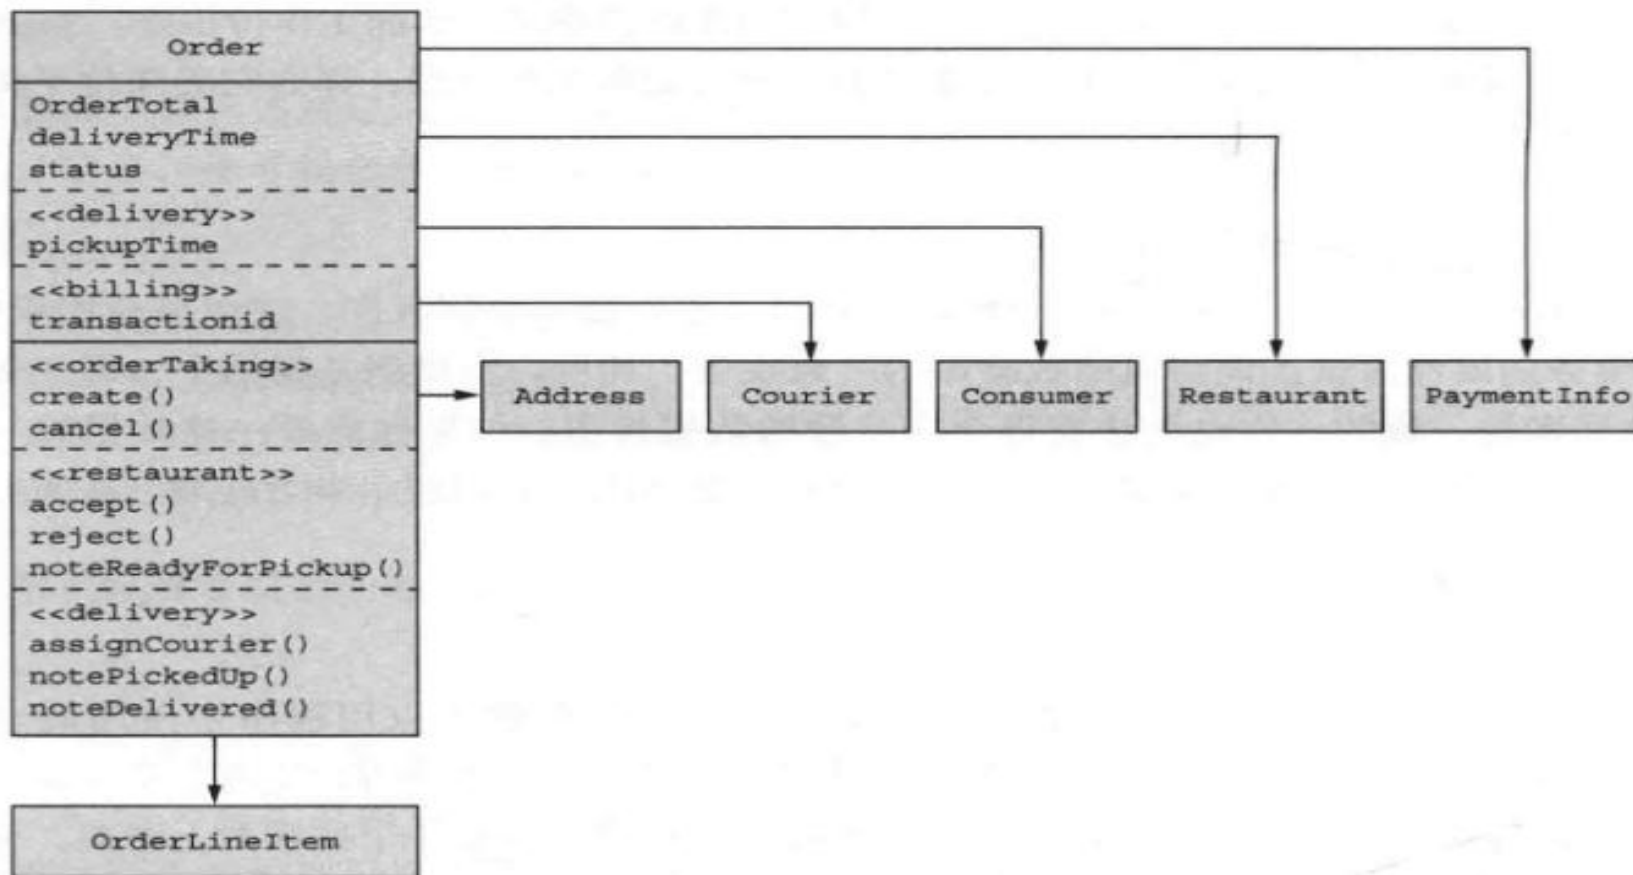 Order
OrderTotal
deliveryTime
status
<<delivery>>
pickupTime
<<billing>>
transactionid
<<orderTaking>>
create()
cancel()
<<restaurant>>
accept()
reject()
noteReadyForPickup()
<<delivery>>
assignCourier()
notePickedUp()
noteDelivered()
Address
Courier
Consumer
Restaurant
PaymentInfo
OrderLineItem